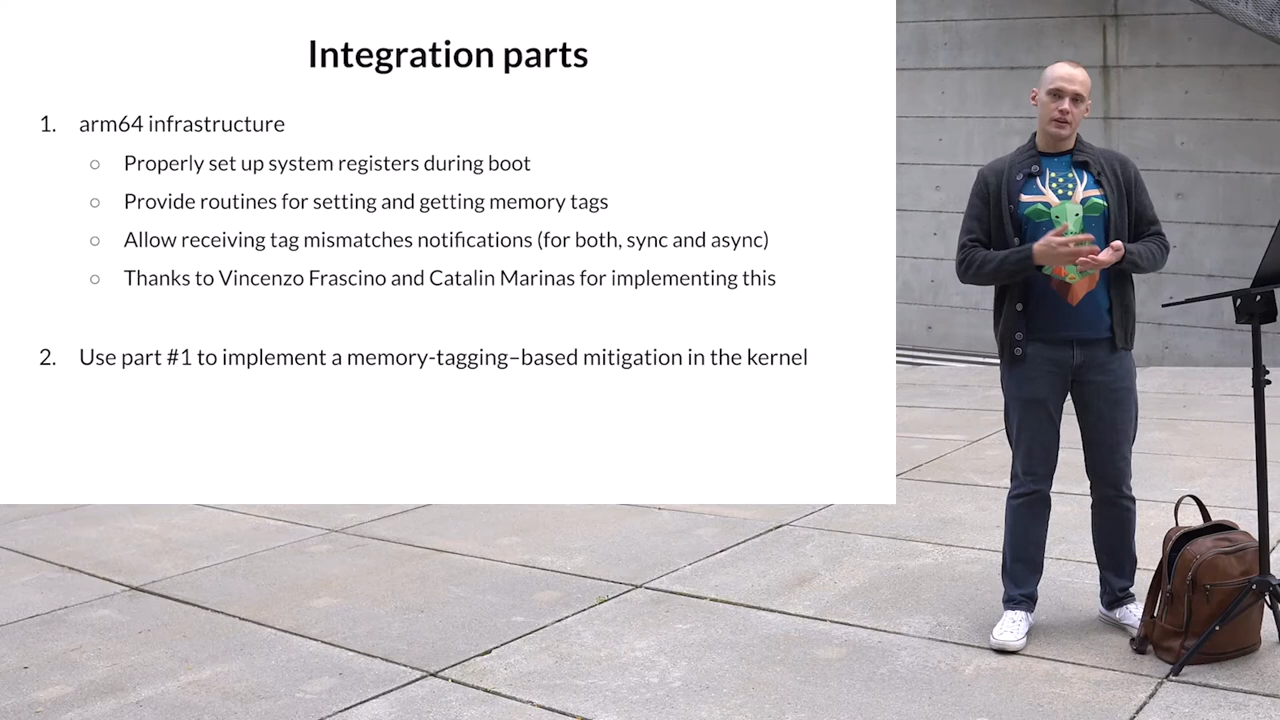 Integration parts
1. arm64 infrastructure
○ Properly set up system registers during boot
○ Provide routines for setting and getting memory tags
○ Allow receiving tag mismatches notifications (for both, sync and async)
○ Thanks to Vincenzo Frascino and Catalin Marinas for implementing this
2. Use part #1 to implement a memory-tagging–based mitigation in the kernel